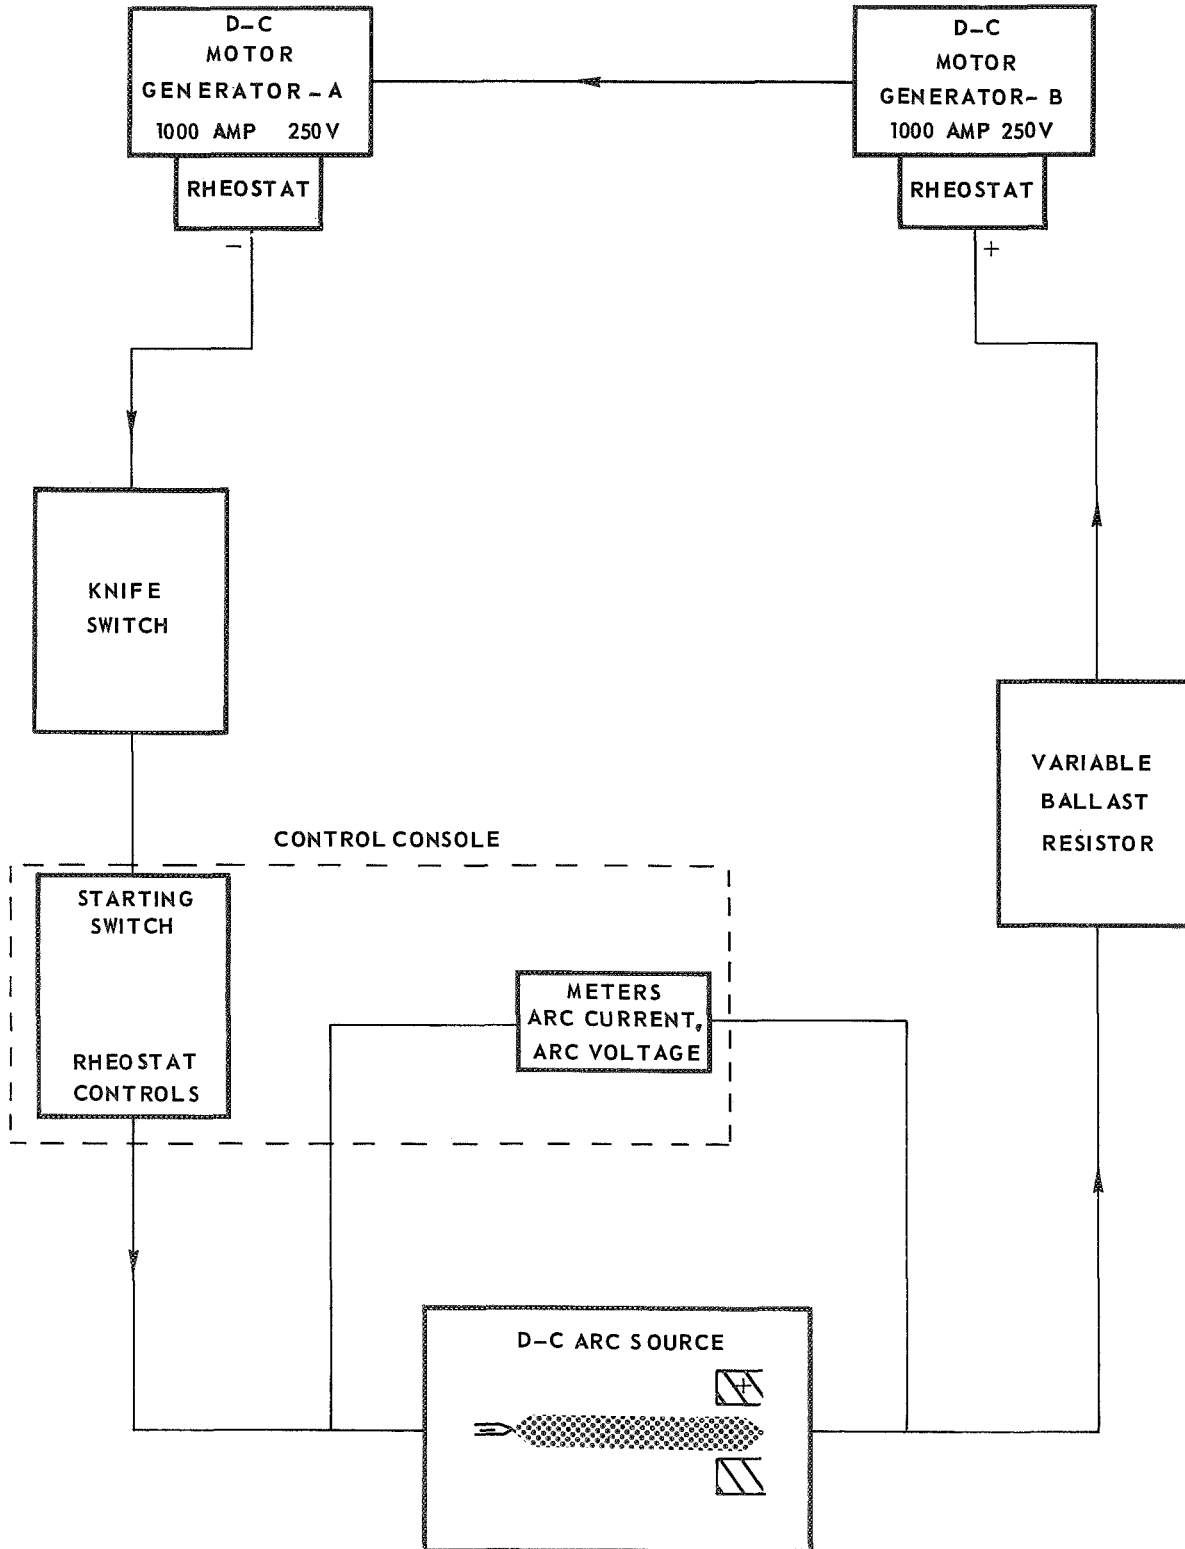 D–C
MOTOR
GENERATOR – A
1000 AMP 250V
RHEOSTAT
–
D–C
MOTOR
GENERATOR – B
1000 AMP 250V
RHEOSTAT
+
KNIFE
SWITCH
VARIABLE
BALLAST
RESISTOR
CONTROL CONSOLE
STARTING
SWITCH
RHEOSTAT
CONTROLS
METERS
ARC CURRENT,
ARC VOLTAGE
D–C ARC SOURCE
+
–